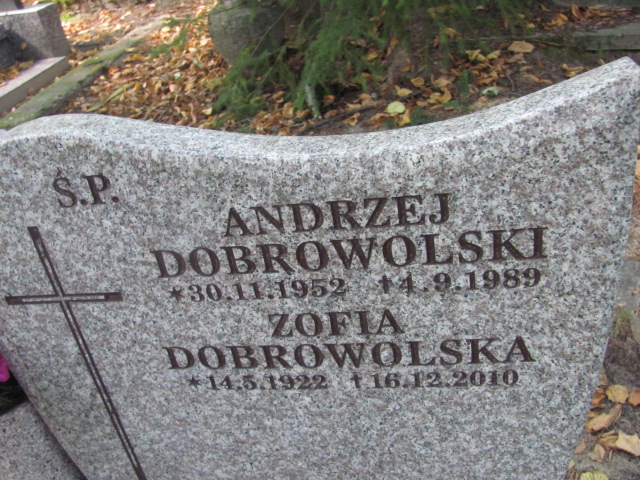 Ś.P.
ANDRZEJ
DOBROWOLSKI
*30.11.1952 †4.9.1989
ZOFIA
DOBROWOLSKA
*14.5.1922 †16.12.2010